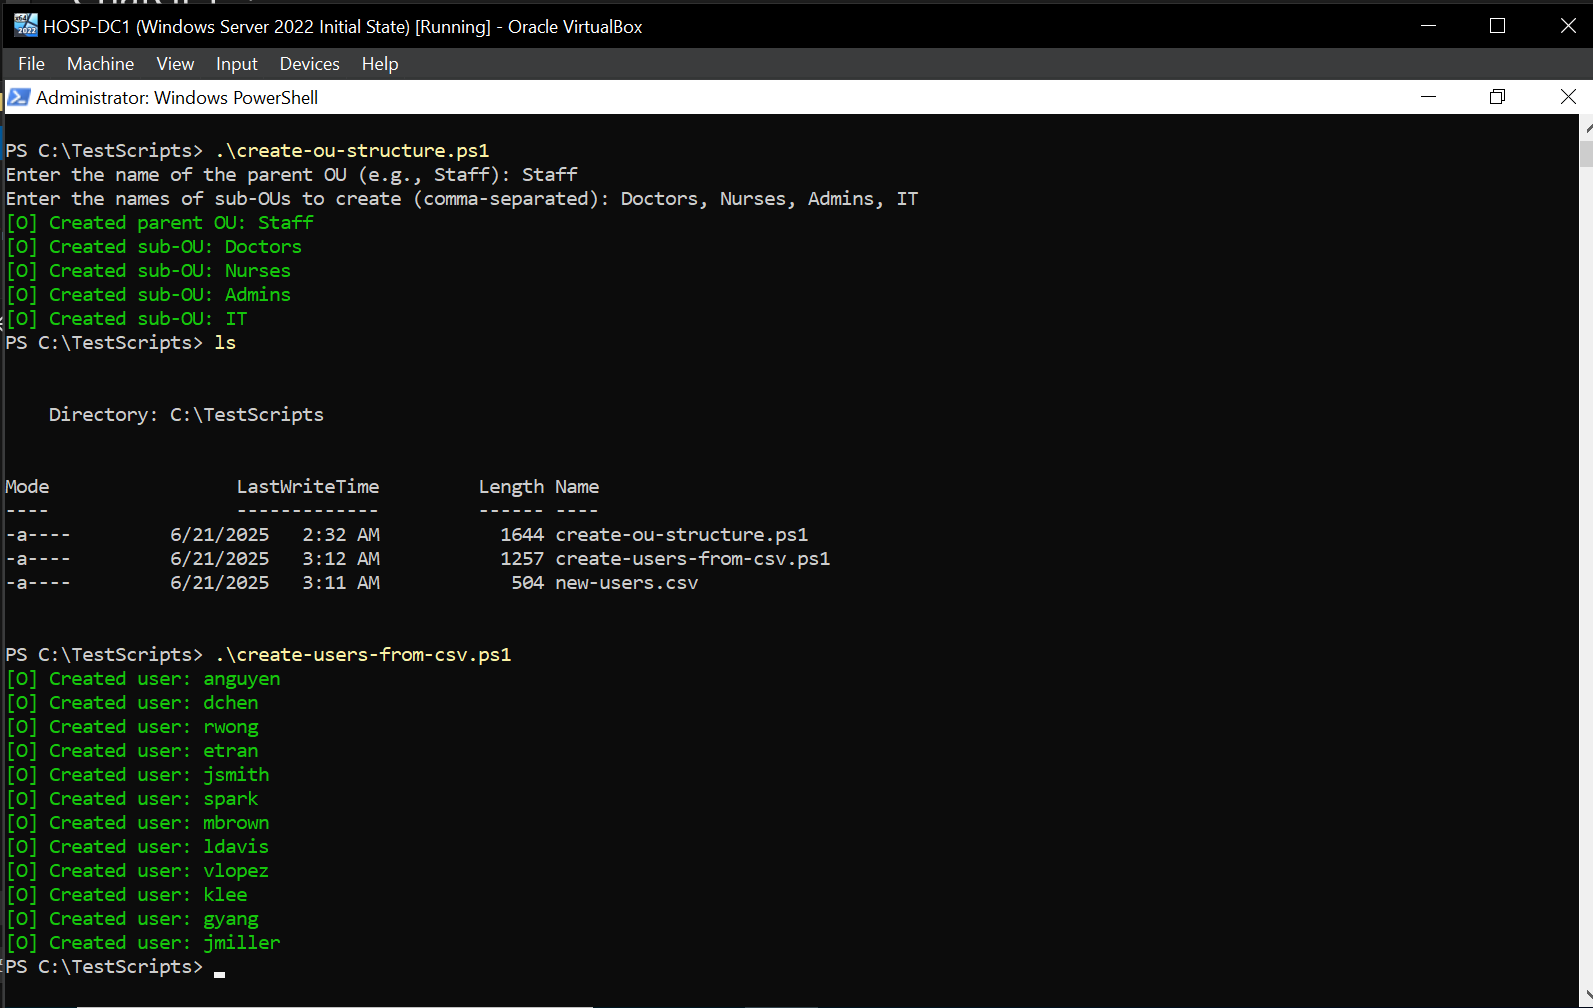 HOSP-DC1 (Windows Server 2022 Initial State) [Running] - Oracle VirtualBox
File Machine View Input Devices Help
Administrator: Windows PowerShell
PS C:\TestScripts> .\create-ou-structure.ps1
Enter the name of the parent OU (e.g., Staff): Staff
Enter the names of sub-OUs to create (comma-separated): Doctors, Nurses, Admins, IT
[O] Created parent OU: Staff
[O] Created sub-OU: Doctors
[O] Created sub-OU: Nurses
[O] Created sub-OU: Admins
[O] Created sub-OU: IT
PS C:\TestScripts> ls
Directory: C:\TestScripts
Mode LastWriteTime Length Name
---- ------------- ------ ----
-a---- 6/21/2025 2:32 AM 1644 create-ou-structure.ps1
-a---- 6/21/2025 3:12 AM 1257 create-users-from-csv.ps1
-a---- 6/21/2025 3:11 AM 504 new-users.csv
PS C:\TestScripts> .\create-users-from-csv.ps1
[O] Created user: anguyen
[O] Created user: dchen
[O] Created user: rwong
[O] Created user: etran
[O] Created user: jsmith
[O] Created user: spark
[O] Created user: mbrown
[O] Created user: ldavis
[O] Created user: vlopez
[O] Created user: klee
[O] Created user: gyang
[O] Created user: jmiller
PS C:\TestScripts>